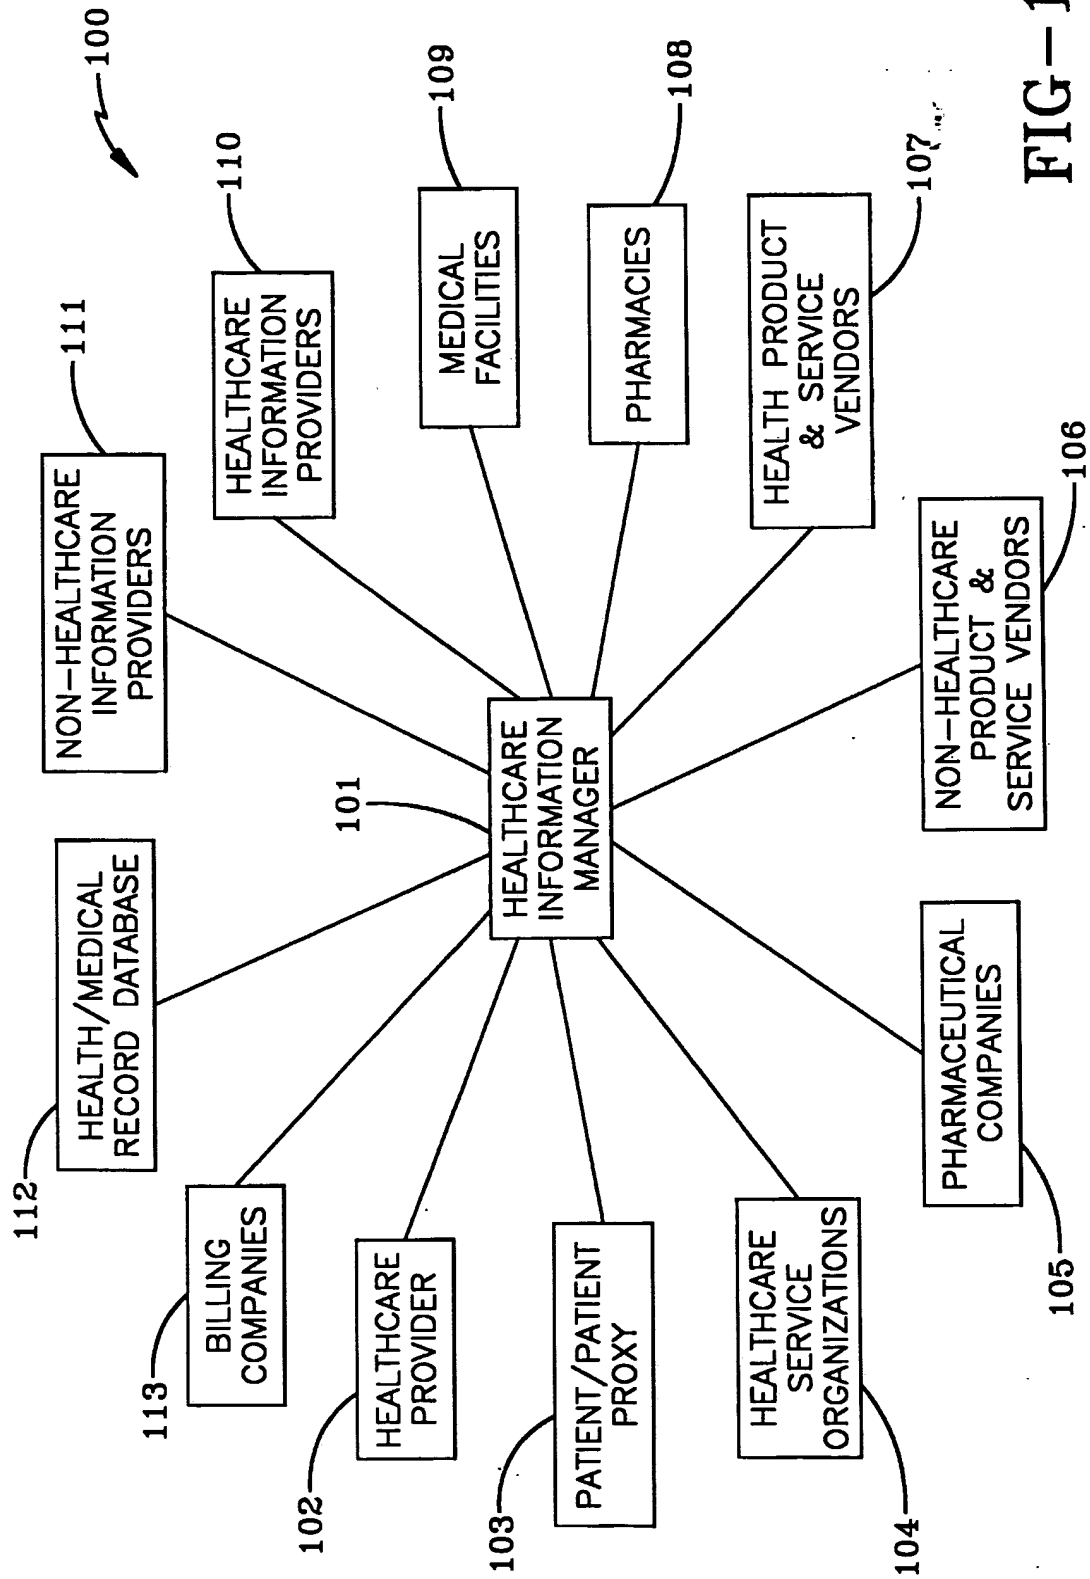 100
112
HEALTH/MEDICAL
RECORD DATABASE
NON-HEALTHCARE
INFORMATION
PROVIDERS
111
113
BILLING
COMPANIES
HEALTHCARE
INFORMATION
PROVIDERS
110
102
HEALTHCARE
PROVIDER
101
MEDICAL
FACILITIES
109
103
PATIENT/PATIENT
PROXY
HEALTHCARE
INFORMATION
MANAGER
PHARMACIES
108
104
HEALTHCARE
SERVICE
ORGANIZATIONS
HEALTH PRODUCT
& SERVICE
VENDORS
107
105
PHARMACEUTICAL
COMPANIES
NON-HEALTHCARE
PRODUCT &
SERVICE VENDORS
106
FIG-1